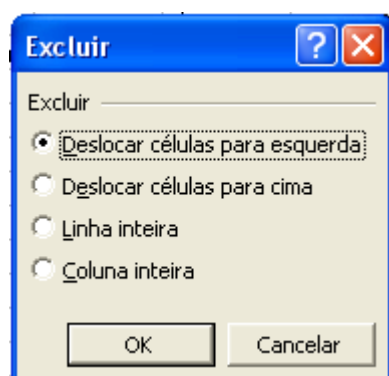 Excluir
Excluir
Deslocar células para esquerda
Deslocar células para cima
Linha inteira
Coluna inteira
OK Cancelar